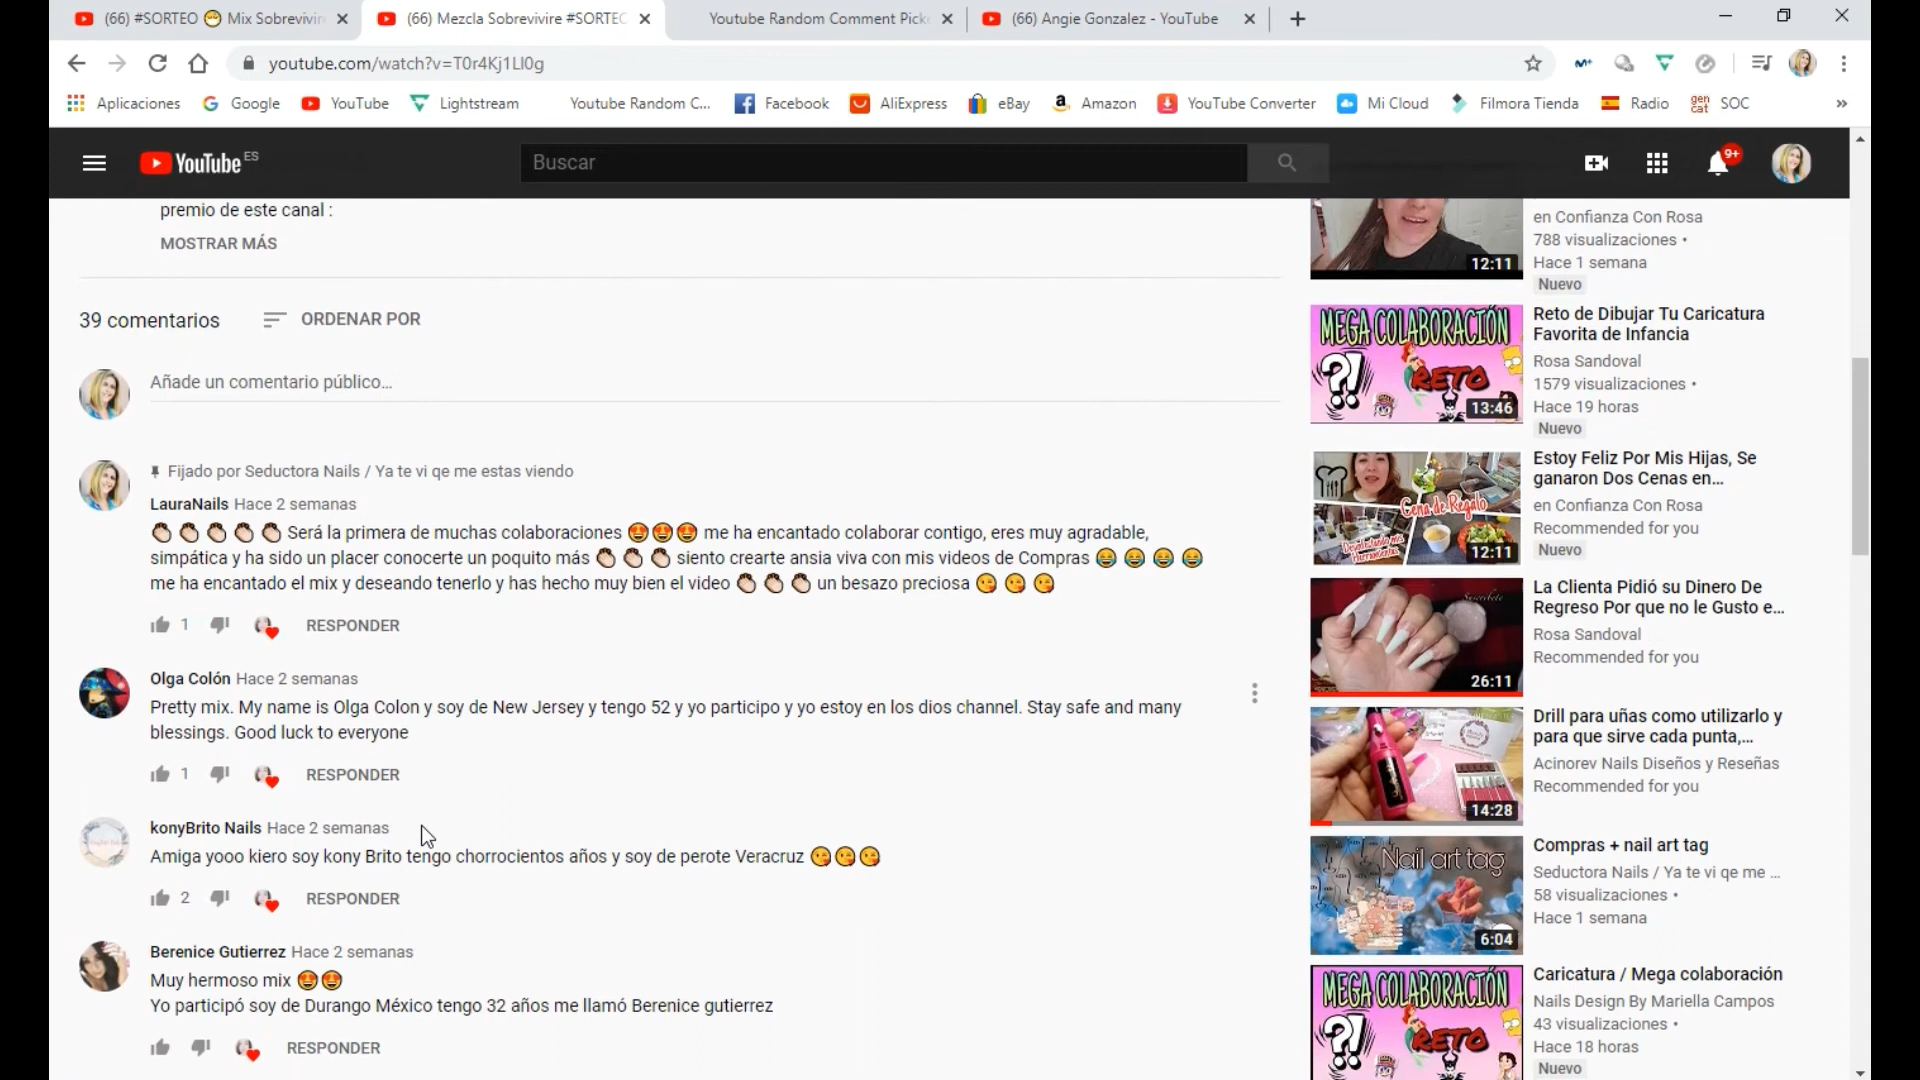 (66) #SORTEO 😷 Mix Sobrevivir
(66) Mezcla Sobrevivire #SORTEO
Youtube Random Comment Pick
(66) Angie Gonzalez - YouTube
youtube.com/watch?v=T0r4Kj1LI0g
Aplicaciones
Google
YouTube
Lightstream
Youtube Random C...
Facebook
AliExpress
eBay
Amazon
YouTube Converter
Mi Cloud
Filmora Tienda
Radio
gen cat SOC
»
YouTube ES
Buscar
9+
premio de este canal :
MOSTRAR MÁS
39 comentarios
ORDENAR POR
Añade un comentario público...
Fijado por Seductora Nails / Ya te vi qe me estas viendo
LauraNails Hace 2 semanas
👏🏻 👏🏻 👏🏻 👏🏻 👏🏻 Será la primera de muchas colaboraciones 🤩🤩🤩 me ha encantado colaborar contigo, eres muy agradable,
simpática y ha sido un placer conocerte un poquito más 👏🏻 👏🏻 👏🏻 siento crearte ansia viva con mis videos de Compras 😂 😂 😂 😂
me ha encantado el mix y deseando tenerlo y has hecho muy bien el video 👏🏻 👏🏻 👏🏻 un besazo preciosa 😘 😘 😘
1
RESPONDER
Olga Colón Hace 2 semanas
Pretty mix. My name is Olga Colon y soy de New Jersey y tengo 52 y yo participo y yo estoy en los dios channel. Stay safe and many
blessings. Good luck to everyone
1
RESPONDER
konyBrito Nails Hace 2 semanas
Amiga yooo kiero soy kony Brito tengo chorrocientos años y soy de perote Veracruz 😘😘😘
2
RESPONDER
Berenice Gutierrez Hace 2 semanas
Muy hermoso mix 🤩🤩
Yo participó soy de Durango México tengo 32 años me llamó Berenice gutierrez
RESPONDER
12:11
en Confianza Con Rosa
788 visualizaciones •
Hace 1 semana
Nuevo
MEGA COLABORACIÓN
?!
RETO
13:46
Reto de Dibujar Tu Caricatura
Favorita de Infancia
Rosa Sandoval
1579 visualizaciones •
Hace 19 horas
Nuevo
Cena de Regalo
12:11
Estoy Feliz Por Mis Hijas, Se
ganaron Dos Cenas en...
en Confianza Con Rosa
Recommended for you
Nuevo
Suscribete
26:11
La Clienta Pidió su Dinero De
Regreso Por que no le Gusto e...
Rosa Sandoval
Recommended for you
14:28
Drill para uñas como utilizarlo y
para que sirve cada punta,...
Acinorev Nails Diseños y Reseñas
Recommended for you
Nail art tag
6:04
Compras + nail art tag
Seductora Nails / Ya te vi qe me ...
58 visualizaciones •
Hace 1 semana
MEGA COLABORACIÓN
?!
RETO
Caricatura / Mega colaboración
Nails Design By Mariella Campos
43 visualizaciones •
Hace 18 horas
Nuevo